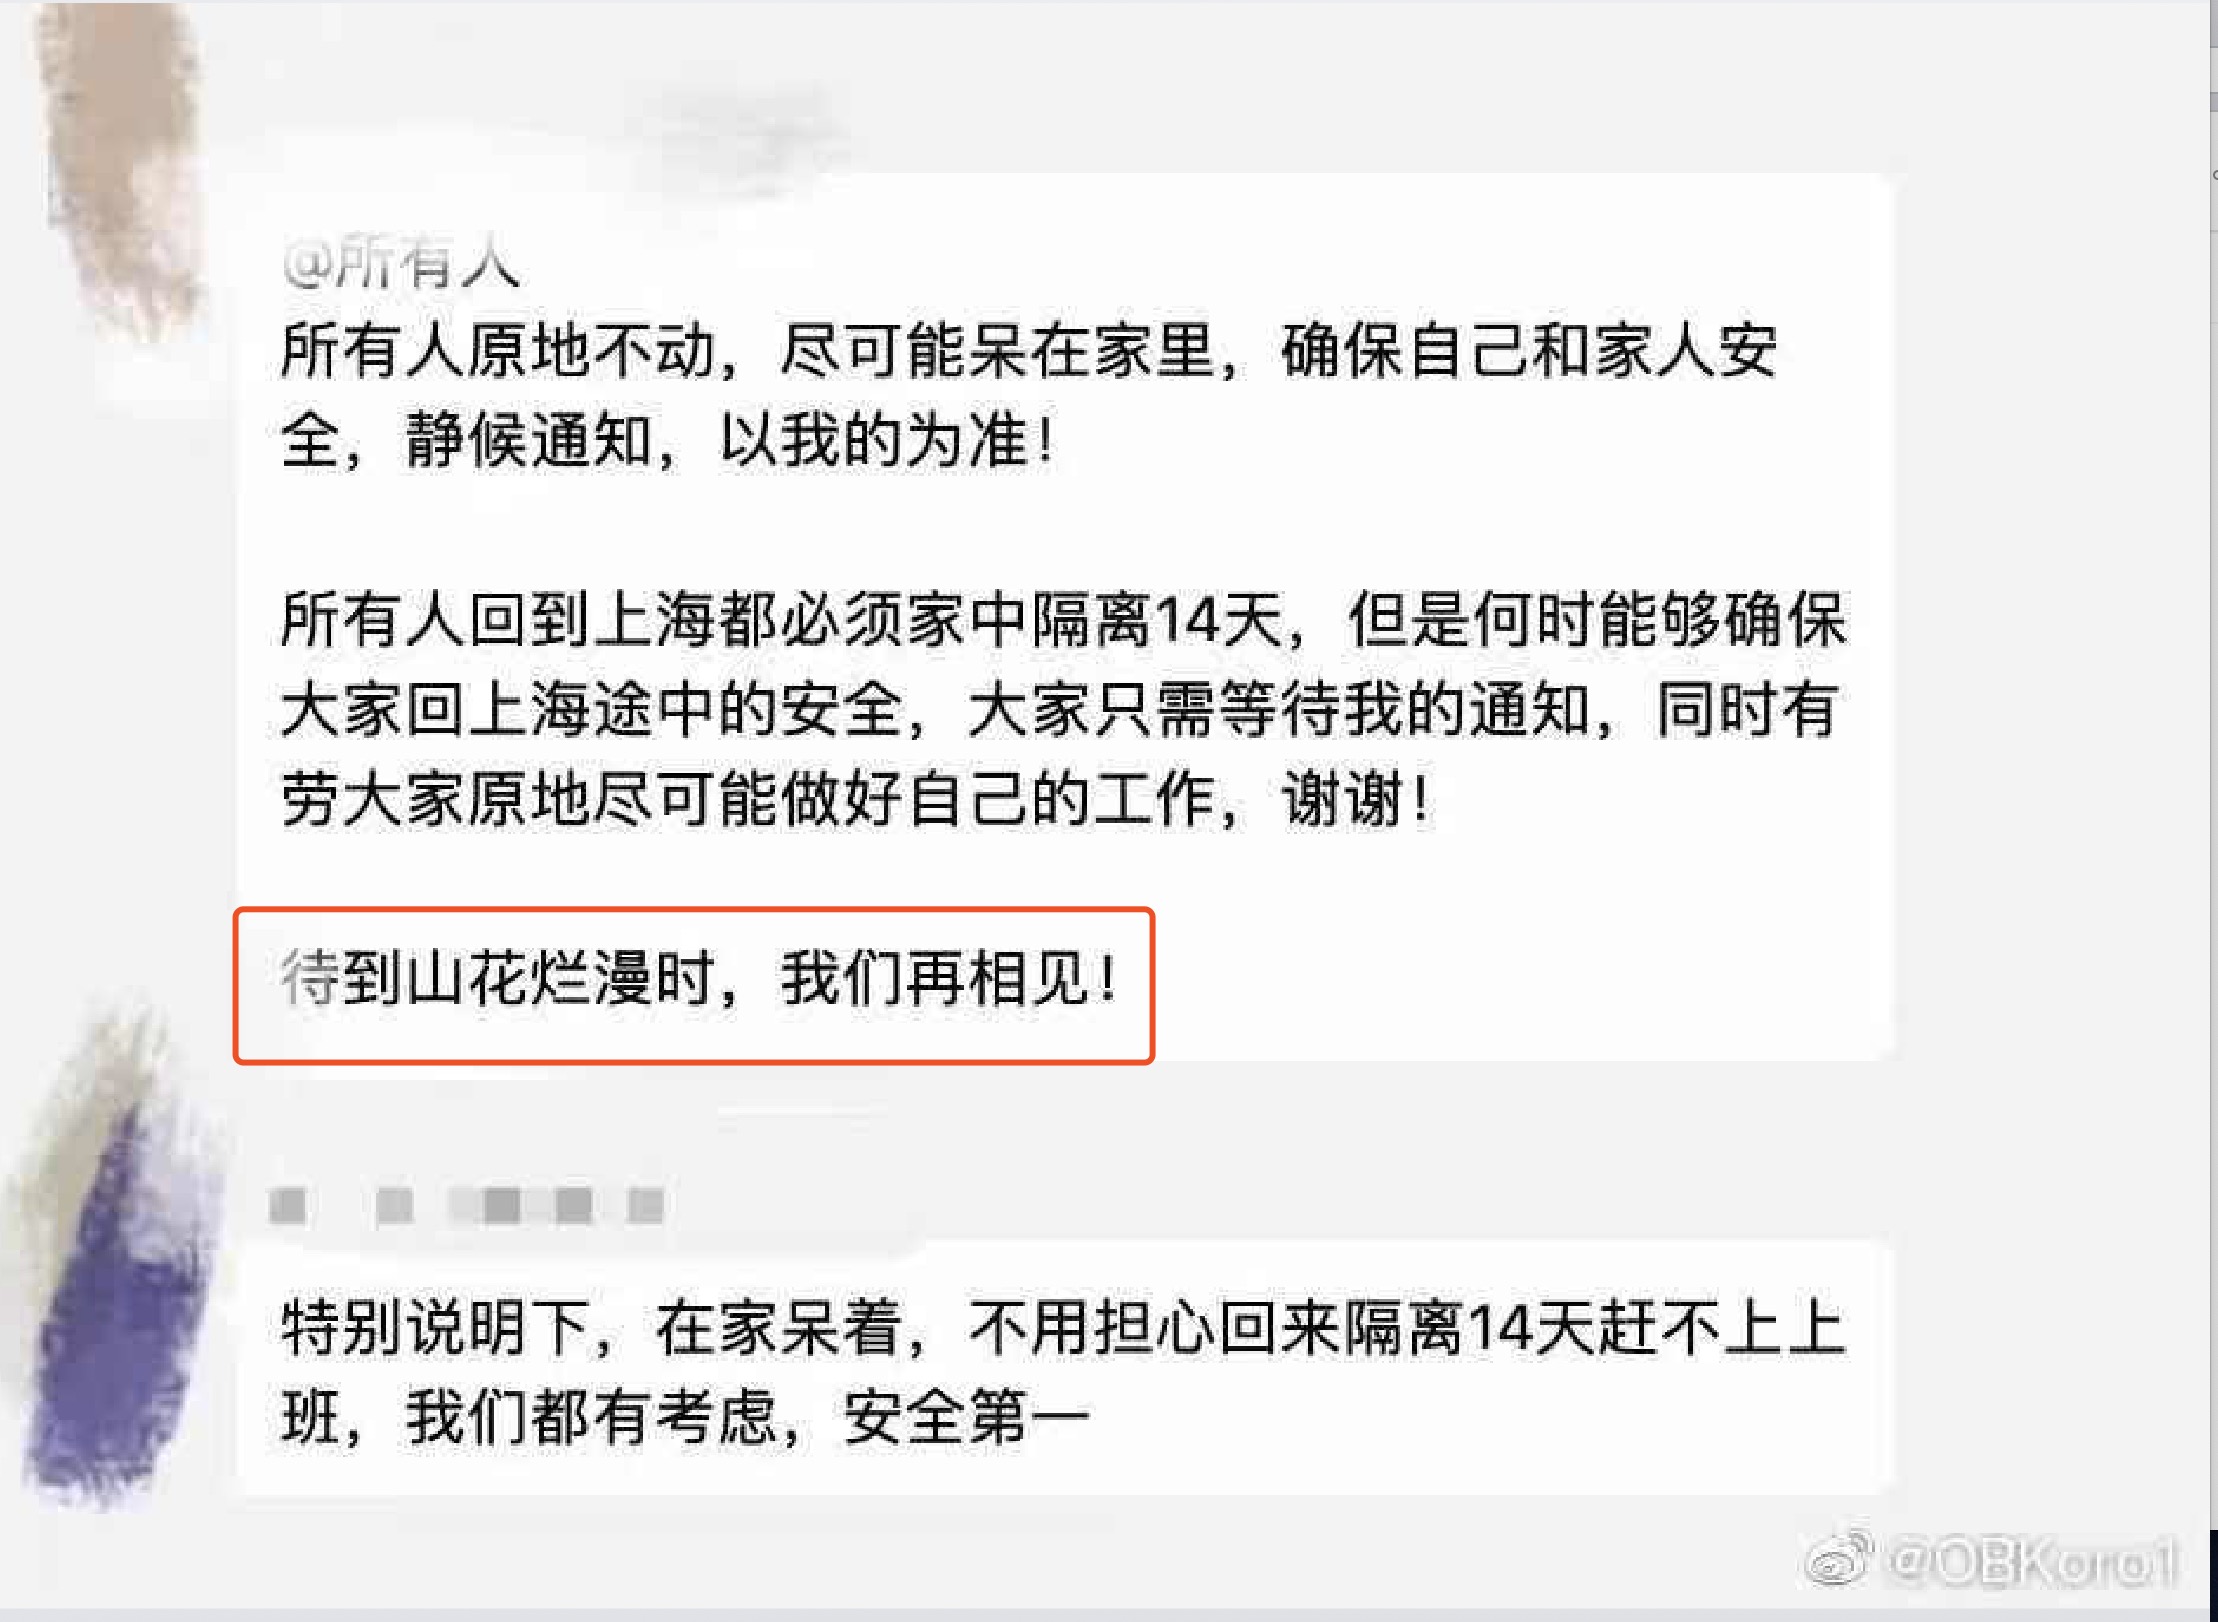 @所有人
所有人原地不动，尽可能呆在家里，确保自己和家人安
全，静候通知，以我的为准！
所有人回到上海都必须家中隔离14天，但是何时能够确保
大家回上海途中的安全，大家只需等待我的通知，同时有
劳大家原地尽可能做好自己的工作，谢谢！
待到山花烂漫时，我们再相见！
特别说明下，在家呆着，不用担心回来隔离14天赶不上上
班，我们都有考虑，安全第一
@OBKoro1